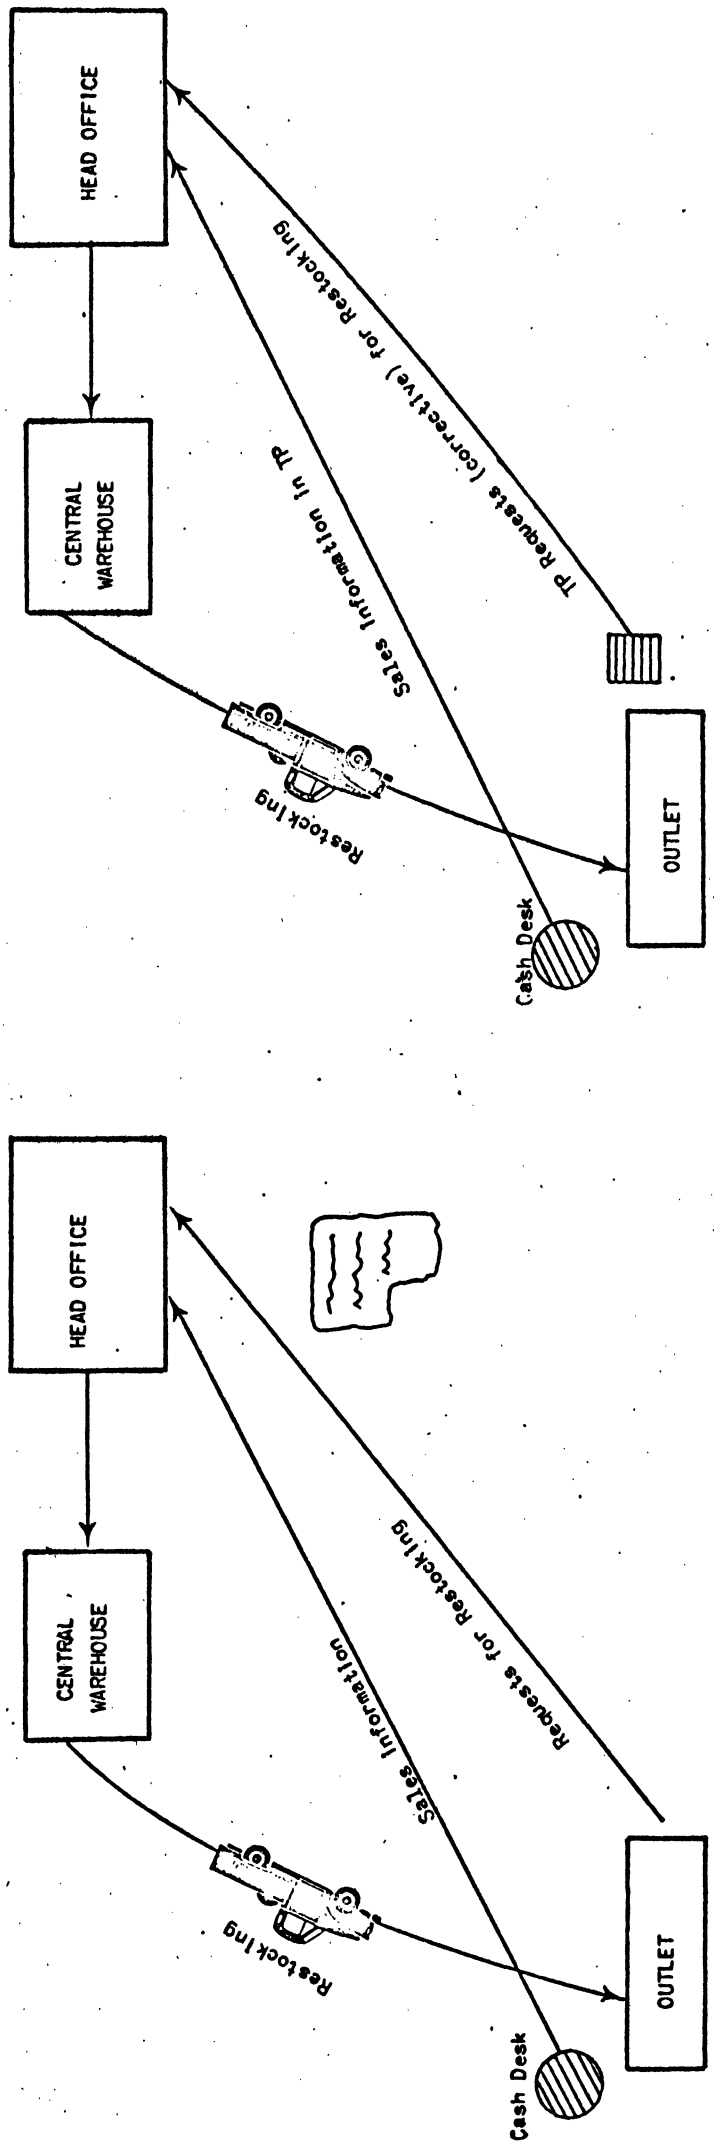 HEAD OFFICE
CENTRAL
WAREHOUSE
Restocking
Sales Information
Requests for Restocking
Cash Desk
OUTLET
HEAD OFFICE
CENTRAL
WAREHOUSE
Restocking
Sales Information in TP
TP Requests (corrective) for Restocking
Cash Desk
OUTLET